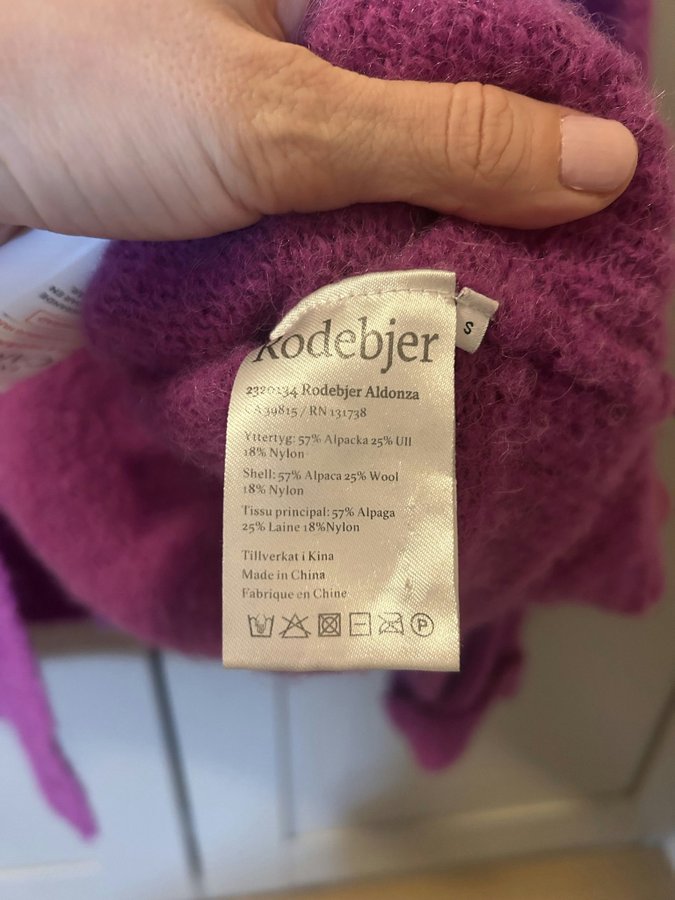 Rodebjer
S
2320134 Rodebjer Aldonza
CA 39815 / RN 131738
Yttertyg: 57% Alpacka 25% Ull
18% Nylon
Shell: 57% Alpaca 25% Wool
18% Nylon
Tissu principal: 57% Alpaga
25% Laine 18%Nylon
Tillverkat i Kina
Made in China
Fabrique en Chine
P